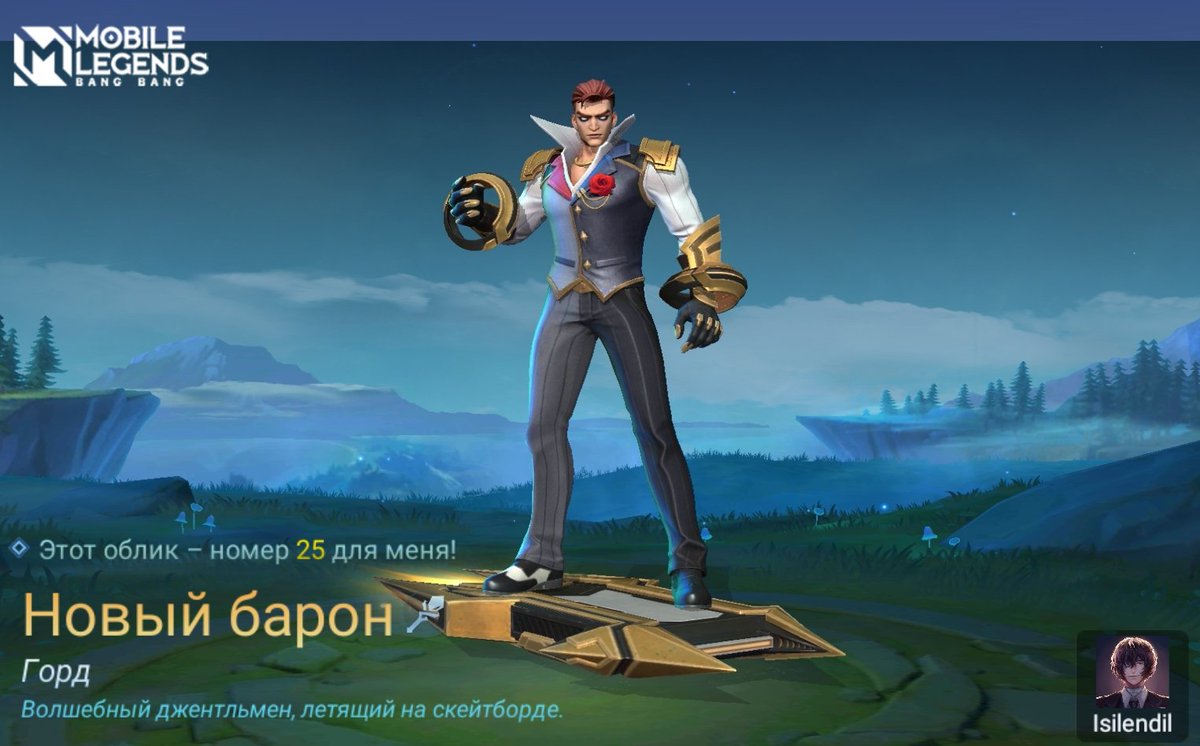 MOBILE
LEGENDS
BANG BANG
Этот облик – номер 25 для меня!
Новый барон
Горд
Волшебный джентльмен, летящий на скейтборде.
Isilendil